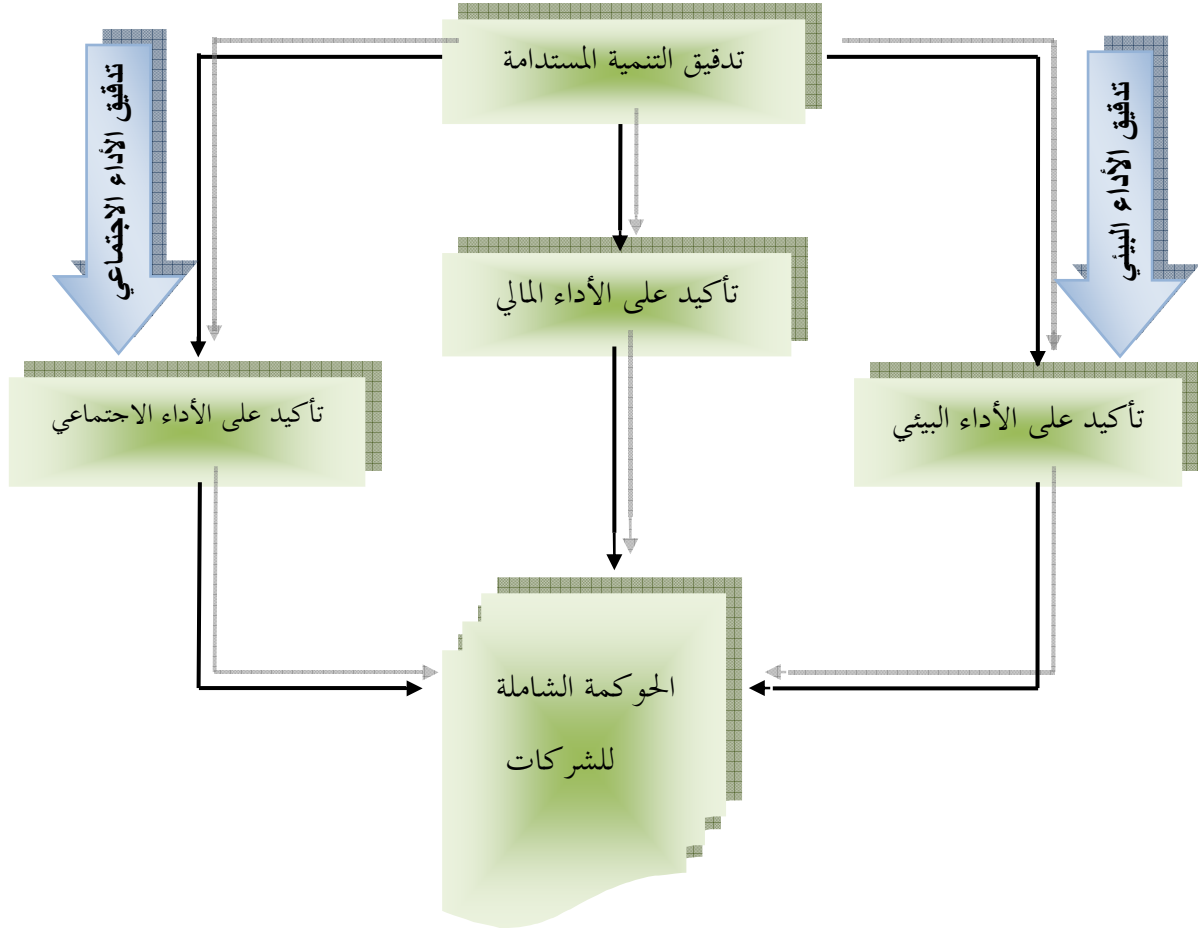 تدقيق التنمية المستدامة
تدقيق الأداء البيئي
تدقيق الأداء الاجتماعي
تأكيد على الأداء المالي
تأكيد على الأداء البيئي
تأكيد على الأداء الاجتماعي
الحوكمة الشاملة
للشركات